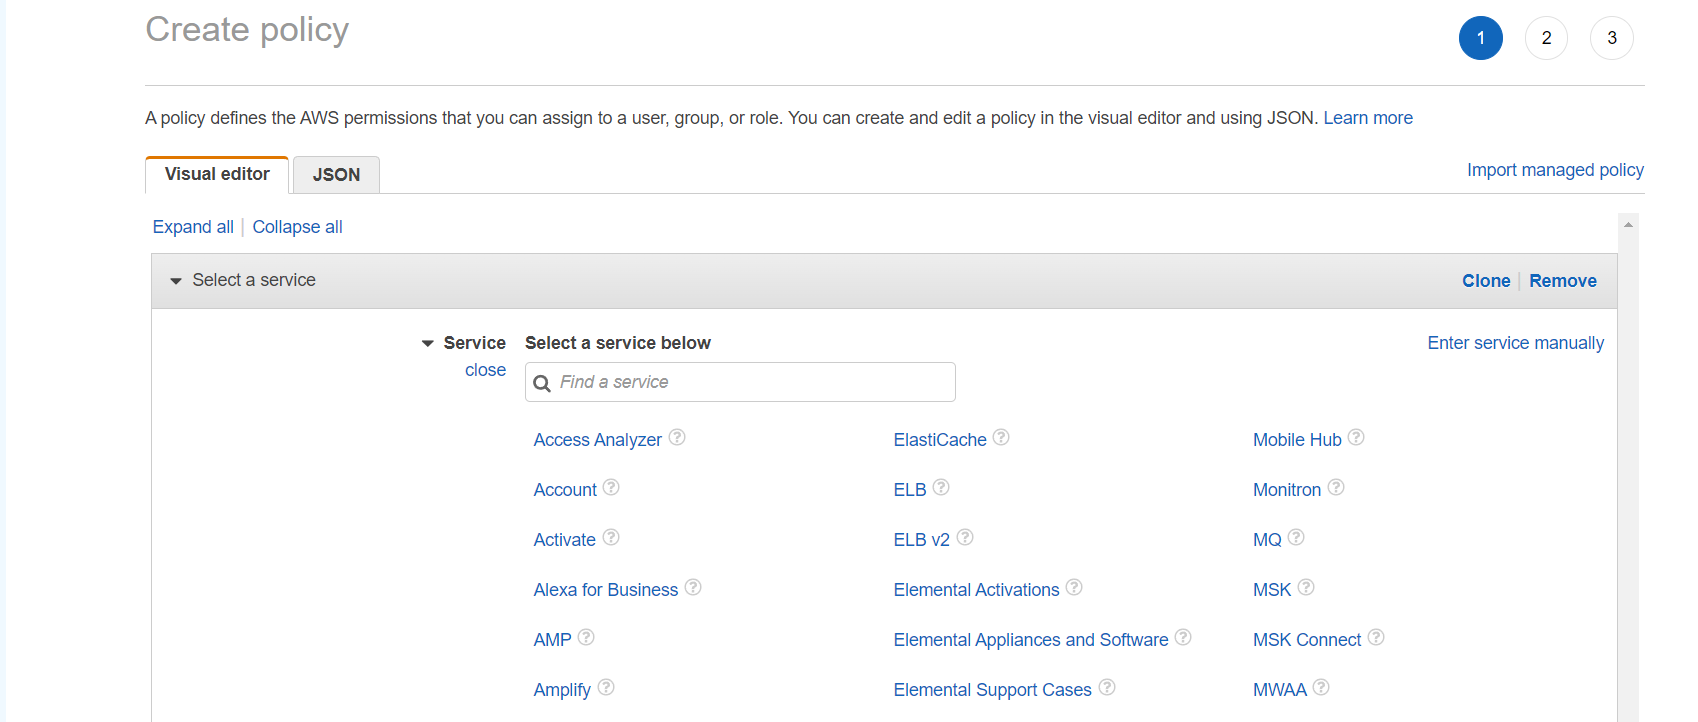 Create policy
1 2 3
A policy defines the AWS permissions that you can assign to a user, group, or role. You can create and edit a policy in the visual editor and using JSON. Learn more
Visual editor JSON Import managed policy
Expand all | Collapse all
Select a service Clone | Remove
Service Select a service below Enter service manually
close
Find a service
Access Analyzer ? ElastiCache ? Mobile Hub ?
Account ? ELB ? Monitron ?
Activate ? ELB v2 ? MQ ?
Alexa for Business ? Elemental Activations ? MSK ?
AMP ? Elemental Appliances and Software ? MSK Connect ?
Amplify ? Elemental Support Cases ? MWAA ?